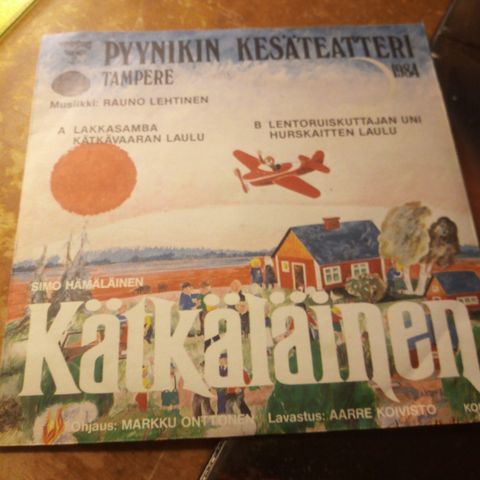 PYYNIKIN KESÄTEATTERI
TAMPERE
1984
Musiikki: RAUNO LEHTINEN
A LAKKASAMBA
KÄTKÄVAARAN LAULU
B LENTORUISKUTTAJAN UNI
HURSKAITTEN LAULU
SIMO HÄMÄLÄINEN
Kätkäläinen
Ohjaus: MARKKU ONTTONEN Lavastus: AARRE KOIVISTO